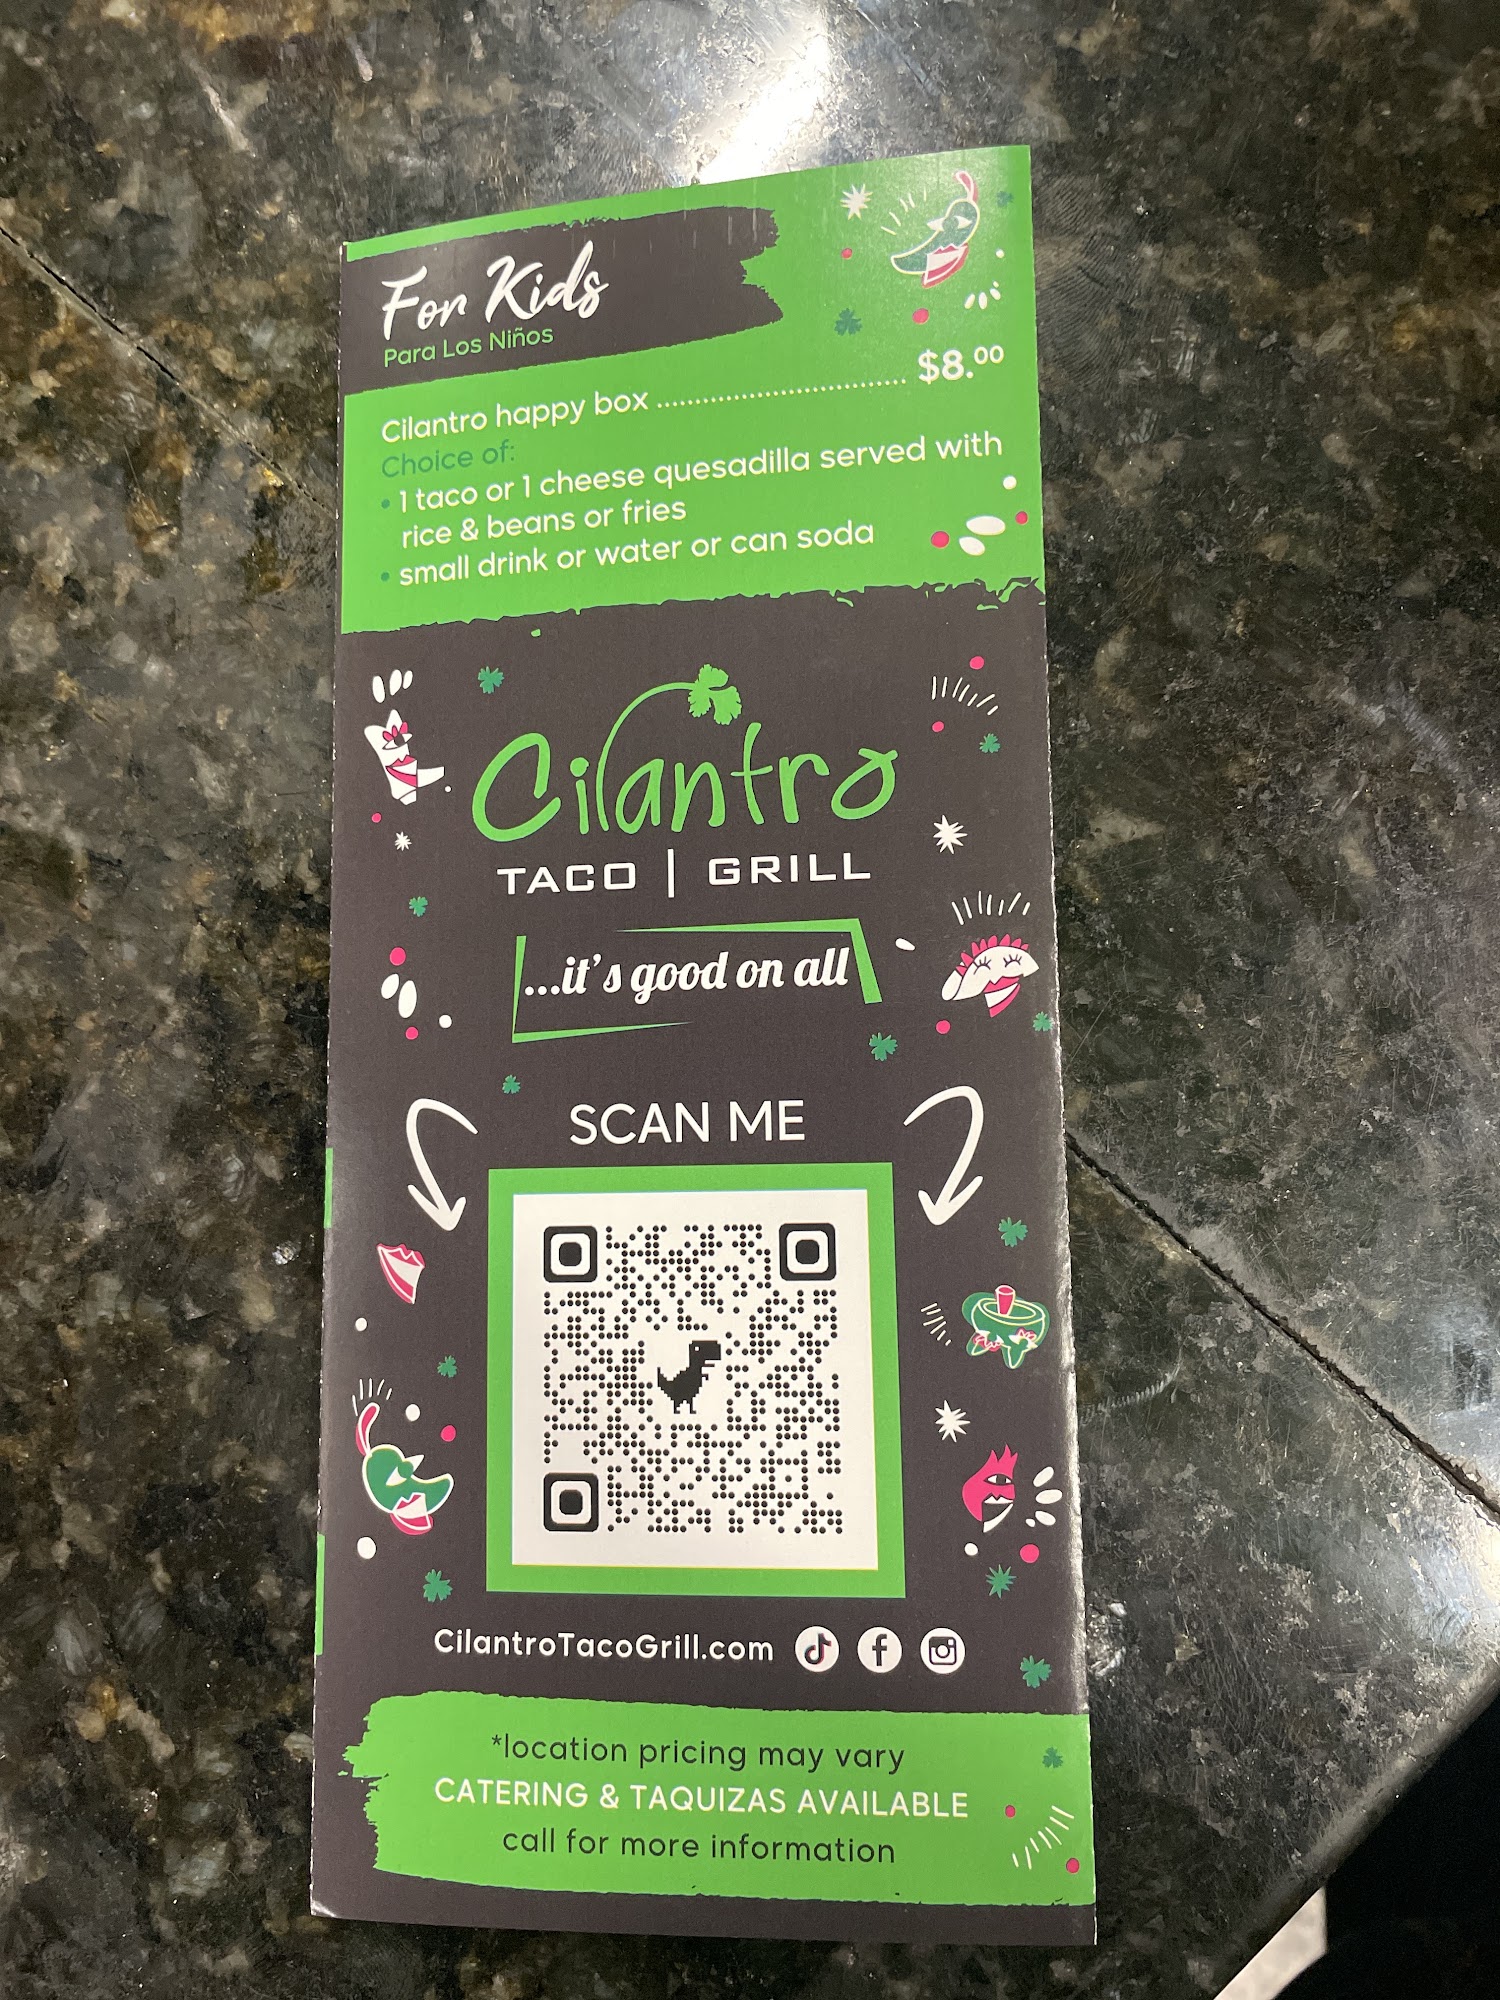 For Kids
Para Los Niños
Cilantro happy box ................................ $8.00
Choice of:
• 1 taco or 1 cheese quesadilla served with
rice & beans or fries
• small drink or water or can soda
Cilantro
TACO | GRILL
...it's good on all
SCAN ME
CilantroTacoGrill.com
*location pricing may vary
CATERING & TAQUIZAS AVAILABLE
call for more information